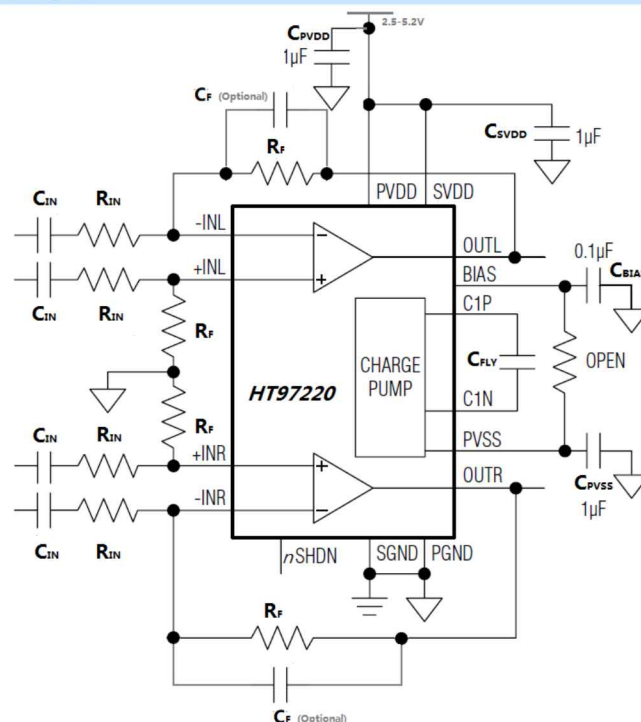 2.5-5.2V
CPVDD
1µF
CF (Optional)
CSVDD
1µF
RF
PVDD SVDD
CIN RIN
-INL
OUTL
+INL
BIAS
0.1µF
CBIA
CIN RIN
C1P
RF
CHARGE
PUMP
CFLY
OPEN
HT97220
C1N
RF
CIN RIN
+INR
PVSS
-INR
OUTR
CPVSS
1µF
CIN RIN
nSHDN
SGND PGND
RF
CF (Optional)